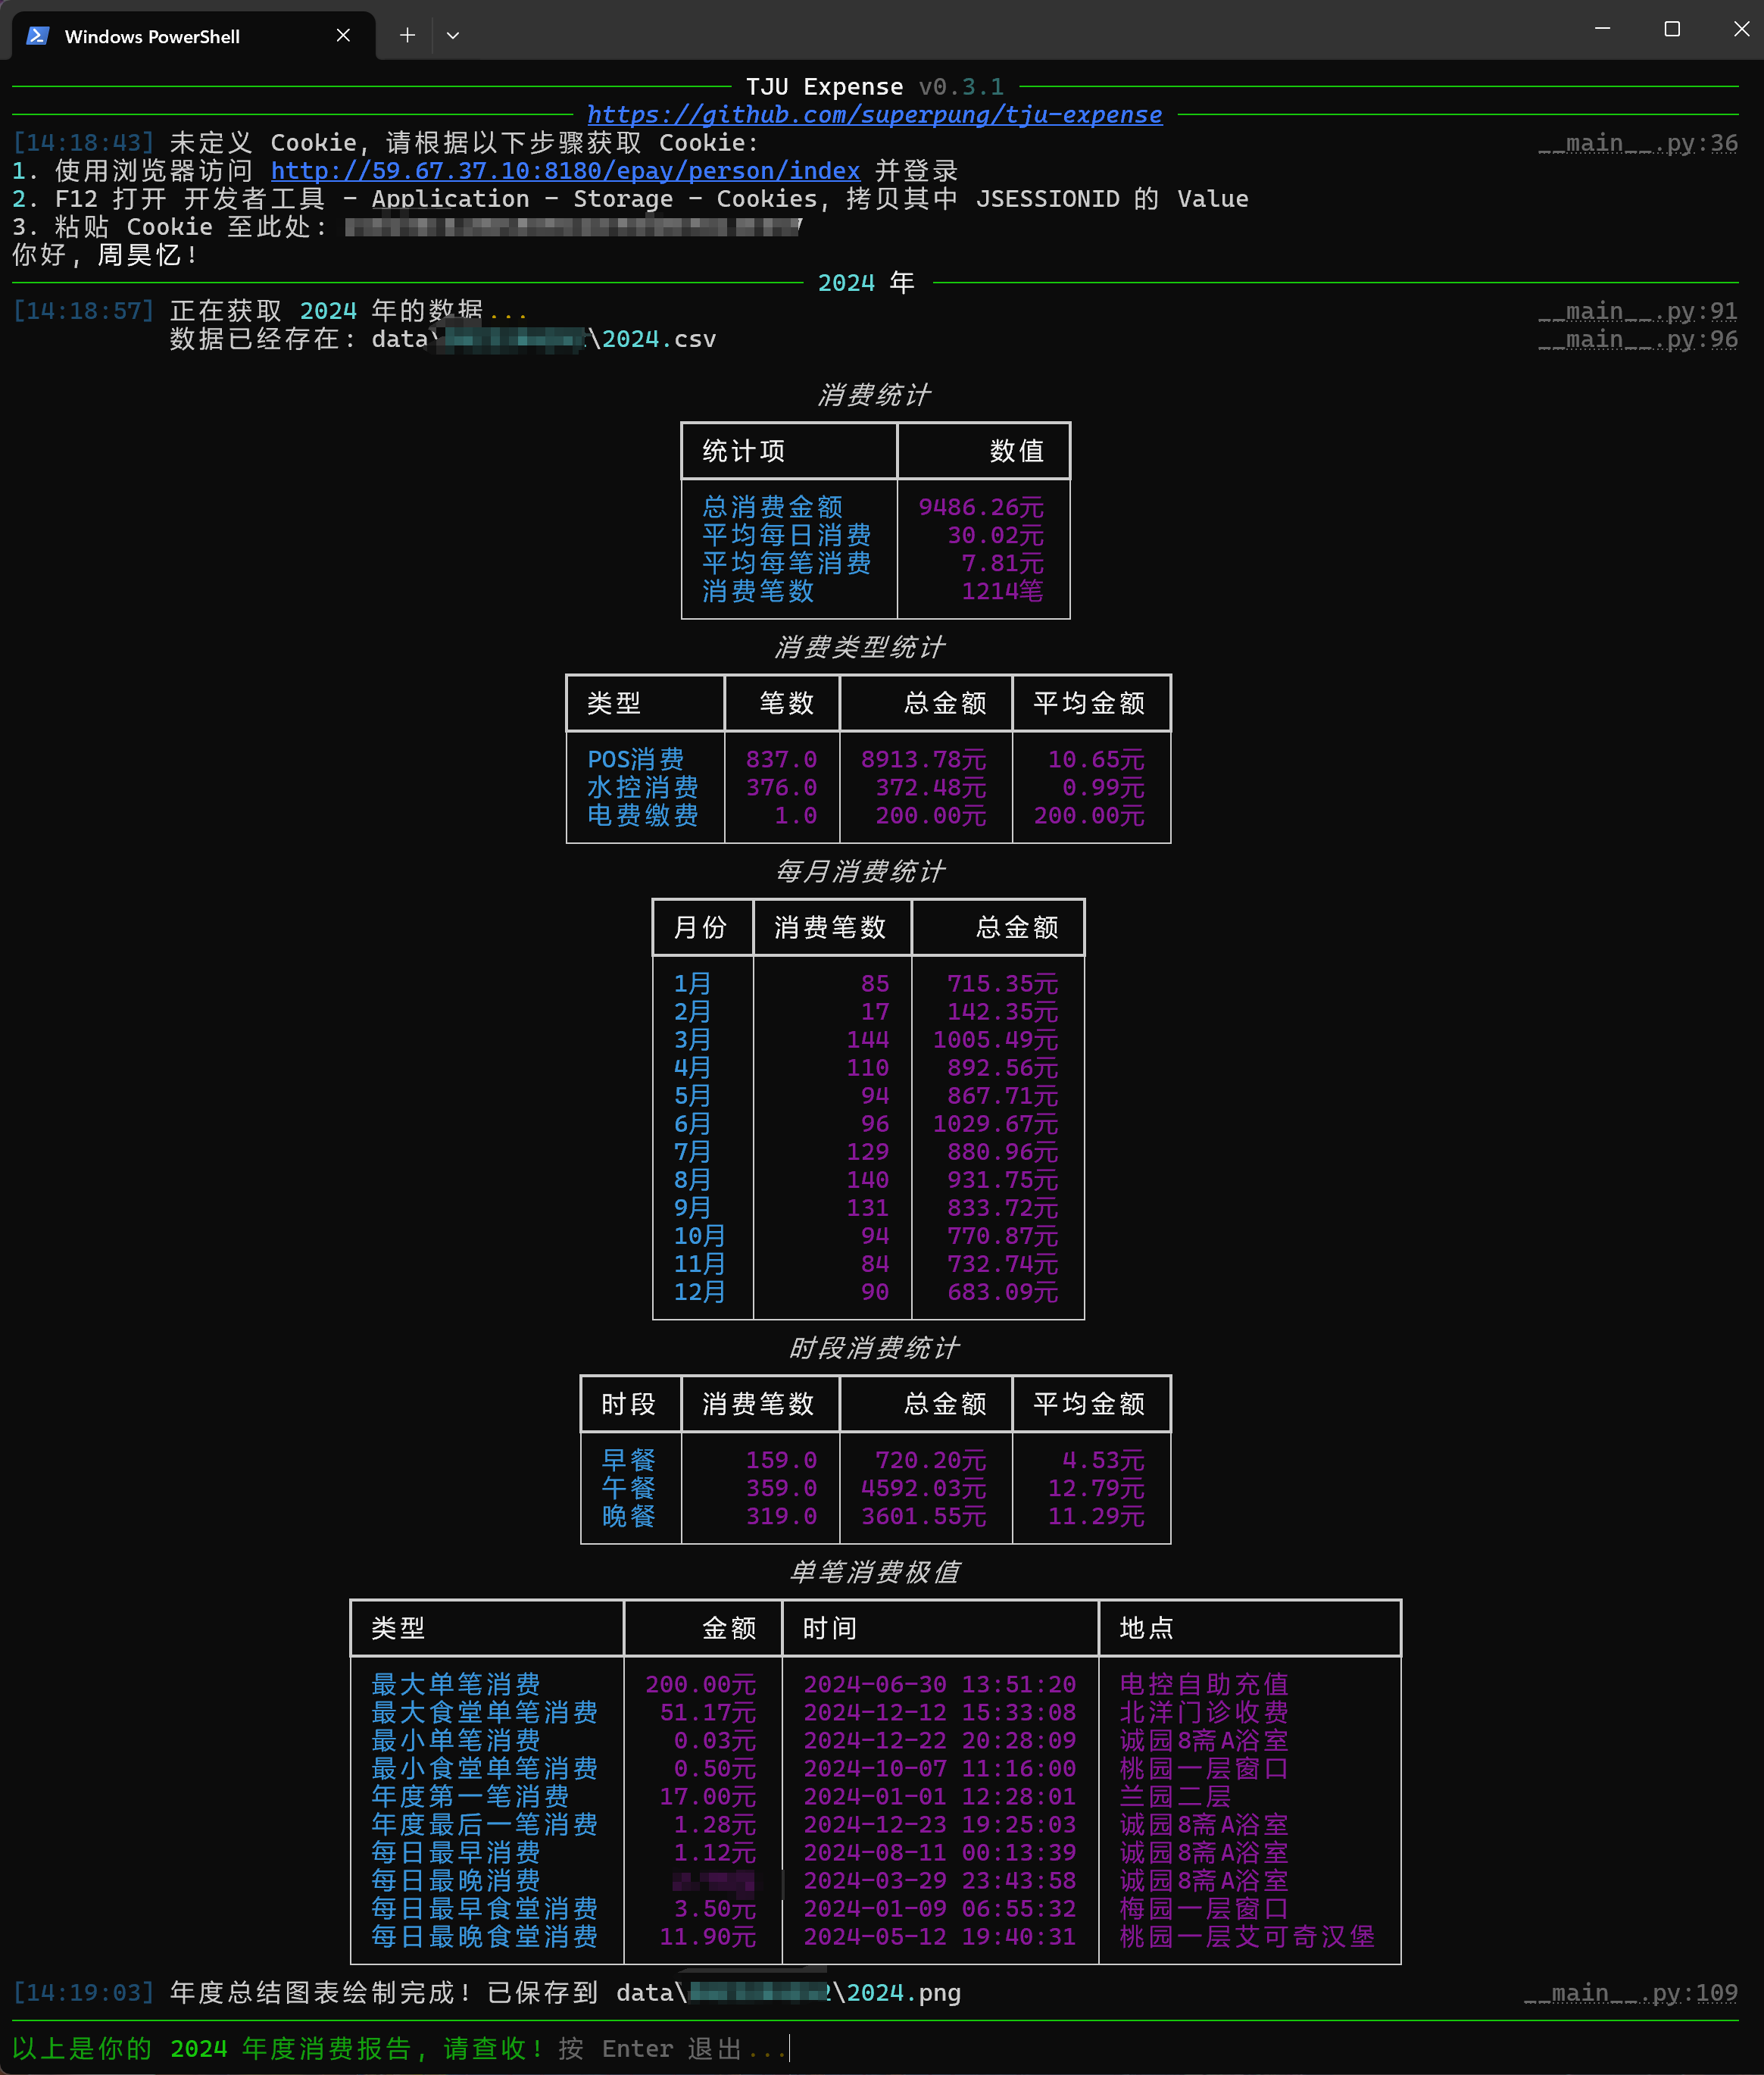 Windows PowerShell
TJU Expense v0.3.1
https://github.com/superpung/tju-expense
[14:18:43] 未定义 Cookie, 请根据以下步骤获取 Cookie: __main__.py:36
1. 使用浏览器访问 http://59.67.37.10:8180/epay/person/index 并登录
2. F12 打开 开发者工具 - Application - Storage - Cookies, 拷贝其中 JSESSIONID 的 Value
3. 粘贴 Cookie 至此处:
你好, 周昊忆!
2024 年
[14:18:57] 正在获取 2024 年的数据... __main__.py:91
数据已经存在: data\ \2024.csv __main__.py:96
消费统计
统计项 数值
总消费金额 9486.26元
平均每日消费 30.02元
平均每笔消费 7.81元
消费笔数 1214笔
消费类型统计
类型 笔数 总金额 平均金额
POS消费 837.0 8913.78元 10.65元
水控消费 376.0 372.48元 0.99元
电费缴费 1.0 200.00元 200.00元
每月消费统计
月份 消费笔数 总金额
1月 85 715.35元
2月 17 142.35元
3月 144 1005.49元
4月 110 892.56元
5月 94 867.71元
6月 96 1029.67元
7月 129 880.96元
8月 140 931.75元
9月 131 833.72元
10月 94 770.87元
11月 84 732.74元
12月 90 683.09元
时段消费统计
时段 消费笔数 总金额 平均金额
早餐 159.0 720.20元 4.53元
午餐 359.0 4592.03元 12.79元
晚餐 319.0 3601.55元 11.29元
单笔消费极值
类型 金额 时间 地点
最大单笔消费 200.00元 2024-06-30 13:51:20 电控自助充值
最大食堂单笔消费 51.17元 2024-12-12 15:33:08 北洋门诊收费
最小单笔消费 0.03元 2024-12-22 20:28:09 诚园8斋A浴室
最小食堂单笔消费 0.50元 2024-10-07 11:16:00 桃园一层窗口
年度第一笔消费 17.00元 2024-01-01 12:28:01 兰园二层
年度最后一笔消费 1.28元 2024-12-23 19:25:03 诚园8斋A浴室
每日最早消费 1.12元 2024-08-11 00:13:39 诚园8斋A浴室
每日最晚消费 2024-03-29 23:43:58 诚园8斋A浴室
每日最早食堂消费 3.50元 2024-01-09 06:55:32 梅园一层窗口
每日最晚食堂消费 11.90元 2024-05-12 19:40:31 桃园一层艾可奇汉堡
[14:19:03] 年度总结图表绘制完成! 已保存到 data\ \2024.png __main__.py:109
以上是你的 2024 年度消费报告, 请查收! 按 Enter 退出...